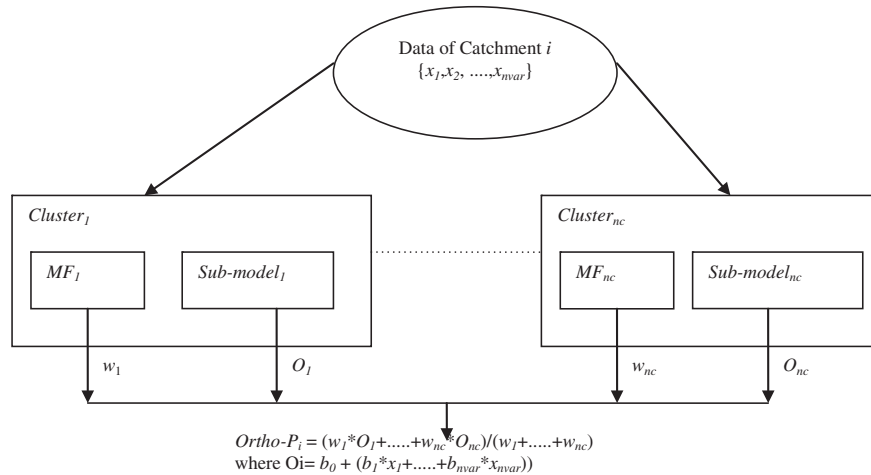 Data of Catchment i
{x1,x2, ....,xnvar}
Cluster1
Clusternc
MF1
Sub-model1
MFnc
Sub-modelnc
w1
O1
wnc
Onc
Ortho-Pi = (w1*O1+.....+wnc*Onc)/(w1+.....+wnc)
where Oi= b0 + (b1*x1+.....+bnvar*xnvar))